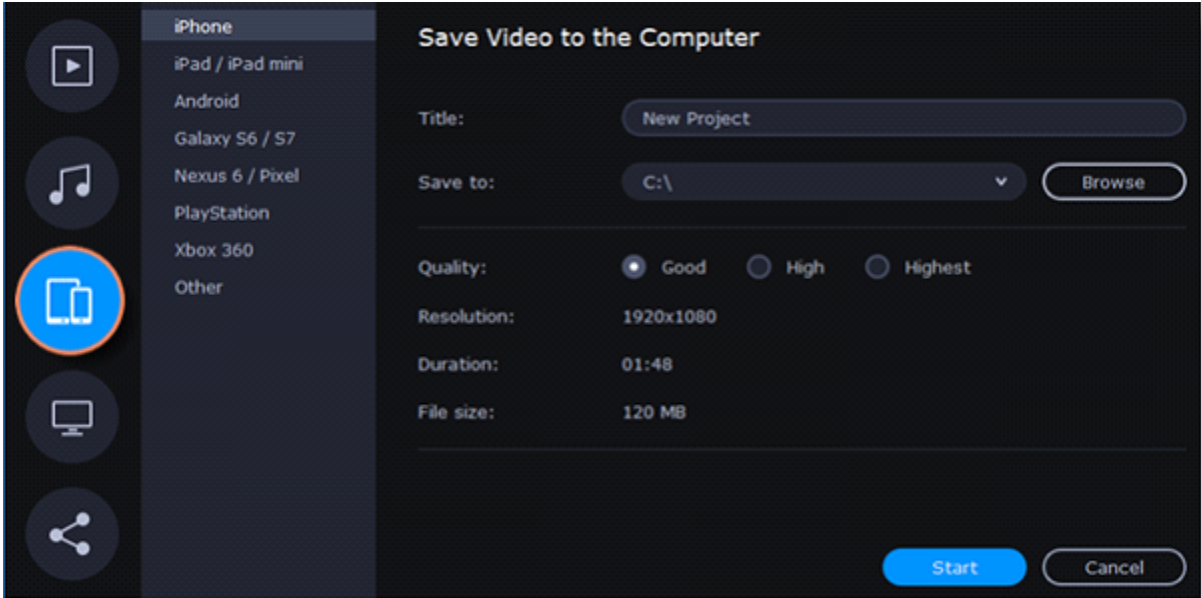 iPhone
iPad / iPad mini
Android
Galaxy S6 / S7
Nexus 6 / Pixel
PlayStation
Xbox 360
Other
Save Video to the Computer
Title: New Project
Save to: C:\ Browse
Quality: Good High Highest
Resolution: 1920x1080
Duration: 01:48
File size: 120 MB
Start Cancel